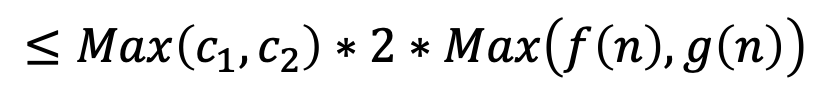 ≤ Max(c₁, c₂) * 2 * Max(f(n), g(n))